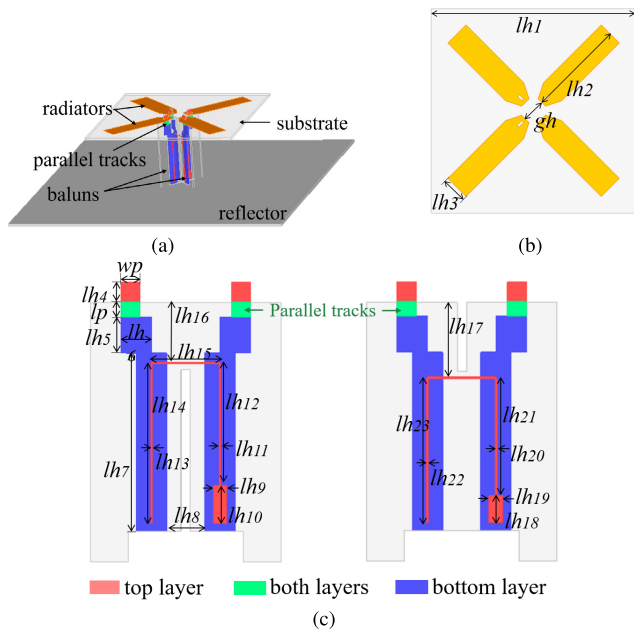 radiators
substrate
parallel tracks
baluns
reflector
(a)
lh1
lh2
gh
lh3
(b)
wp
lh4
lp
lh5
lh
lh16
lh15
lh14
lh12
lh7
lh13
lh11
lh9
lh8
lh10
Parallel tracks
lh17
lh23
lh21
lh22
lh20
lh19
lh18
top layer
both layers
bottom layer
(c)